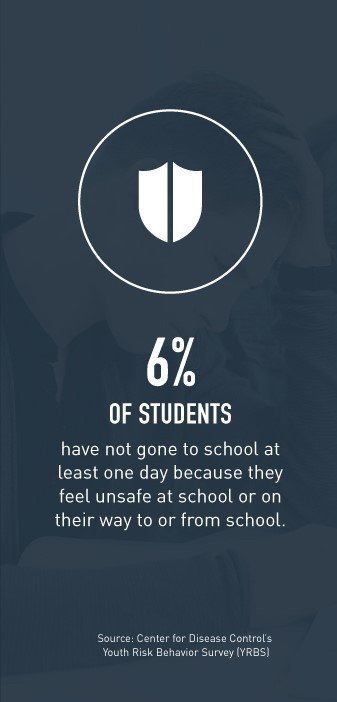 6%
OF STUDENTS
have not gone to school at
least one day because they
feel unsafe at school or on
their way to or from school.
Source: Center for Disease Control's
Youth Risk Behavior Survey (YRBS)